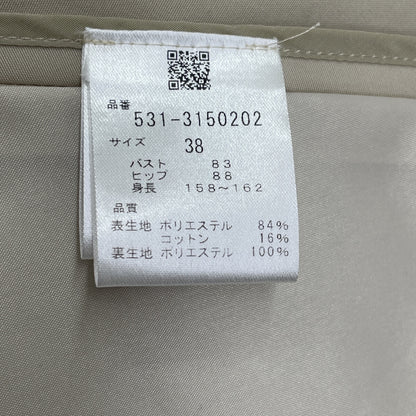 品番
531-3150202
サイズ 38
バスト 83
ヒップ 88
身長 158~162
品質
表生地 ポリエステル 84%
コットン 16%
裏生地 ポリエステル 100%